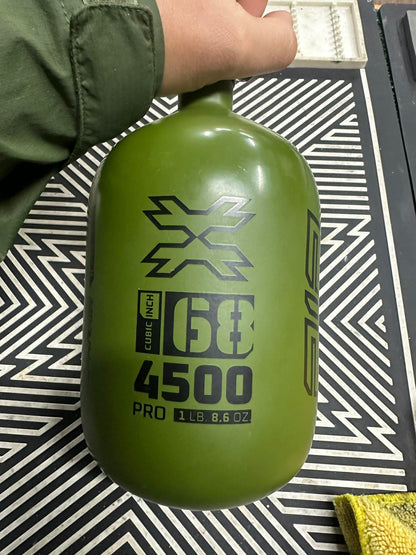 CUBIC INCH
68
4500
PRO 1 LB. 8.6 OZ.